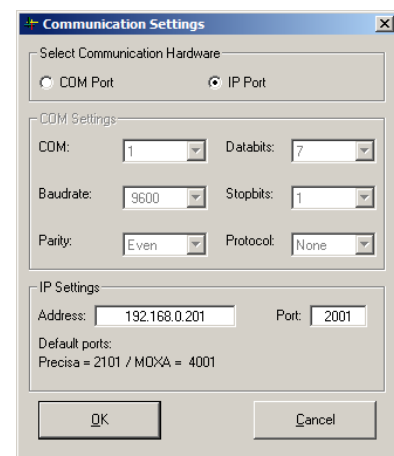 Communication Settings
Select Communication Hardware
COM Port IP Port
COM Settings
COM: 1 Databits: 7
Baudrate: 9600 Stopbits: 1
Parity: Even Protocol: None
IP Settings
Address: 192.168.0.201 Port: 2001
Default ports:
Precisa = 2101 / MOXA = 4001
OK Cancel